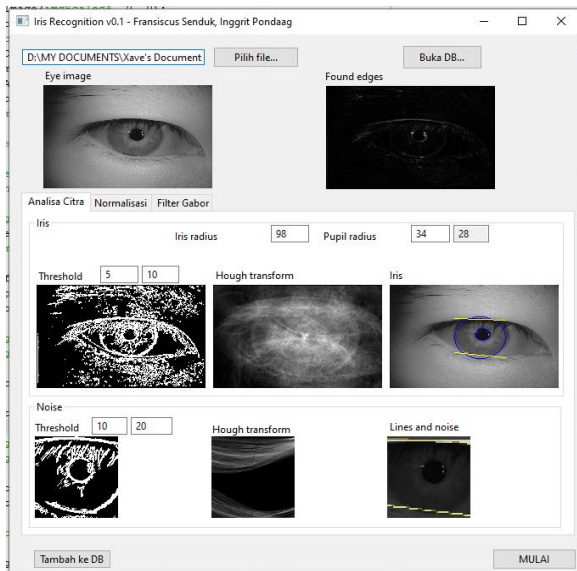 Iris Recognition v0.1 - Fransiscus Senduk, Inggrit Pondaag
D:\MY DOCUMENTS\Xave's Document
Pilih file...
Buka DB...
Eye image
Found edges
Analisa Citra
Normalisasi
Filter Gabor
Iris
Iris radius
98
Pupil radius
34
28
Threshold
5
10
Hough transform
Iris
Noise
Threshold
10
20
Hough transform
Lines and noise
Tambah ke DB
MULAI